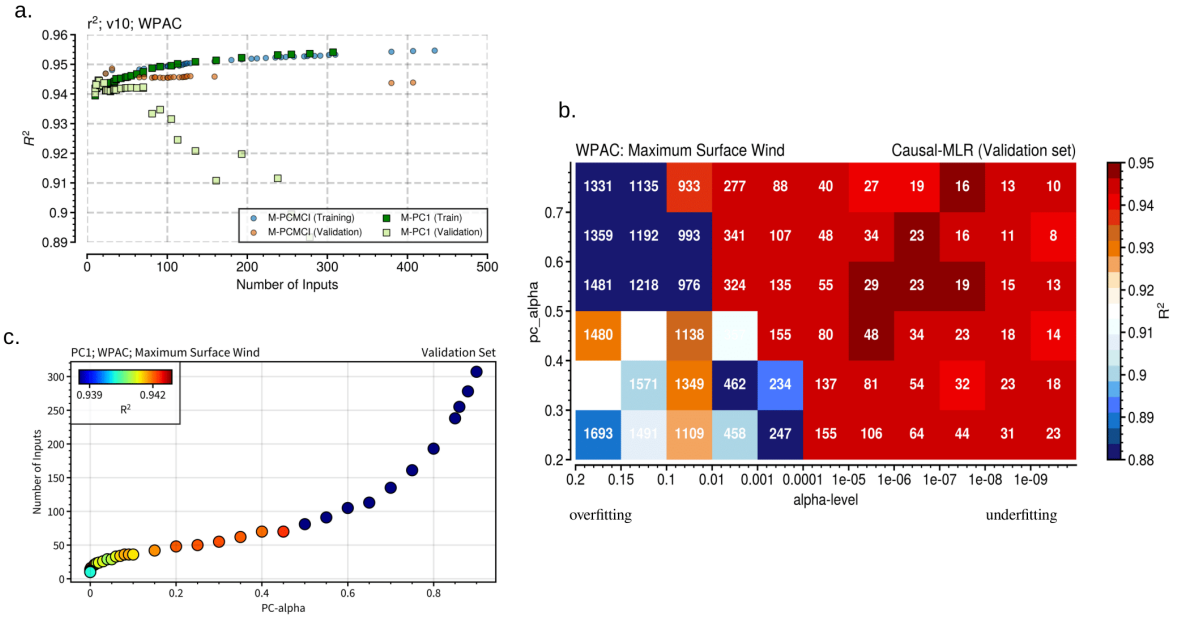 a.
r²; v10; WPAC
0.96
0.95
0.94
0.93
0.92
0.91
0.9
0.89
R²
M-PCMCI (Training)
M-PC1 (Train)
M-PCMCI (Validation)
M-PC1 (Validation)
0 100 200 300 400 500
Number of Inputs
b.
WPAC: Maximum Surface Wind Causal-MLR (Validation set)
1331 1135 933 277 88 40 27 19 16 13 10
0.7
1359 1192 993 341 107 48 34 23 16 11 8
0.6
1481 1218 976 324 135 55 29 23 19 15 13
0.5
1480 1138 155 80 48 34 23 18 14
0.4
1571 1349 462 234 137 81 54 32 23 18
0.3
1693 1491 1109 458 247 155 106 64 44 31 23
0.2
pc_alpha
0.2 0.15 0.1 0.01 0.001 0.0001 1e-05 1e-06 1e-07 1e-08 1e-09
alpha-level
overfitting underfitting
0.95
0.94
0.93
0.92
0.91
0.9
0.89
0.88
R²
c.
PC1; WPAC; Maximum Surface Wind Validation Set
0.939 0.942
R²
300
250
200
150
100
50
0
Number of Inputs
0 0.2 0.4 0.6 0.8
PC-alpha